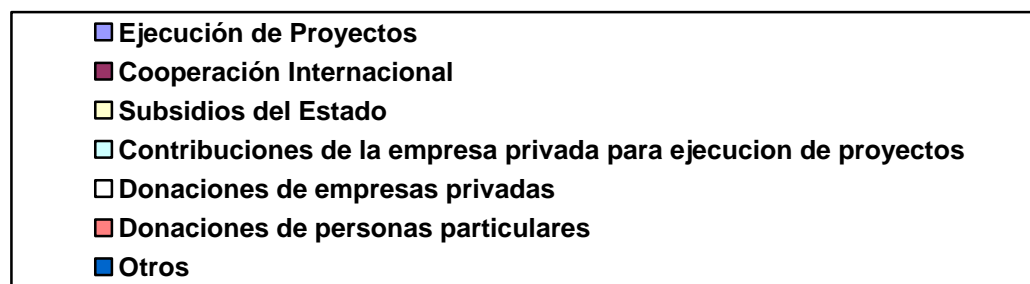 Ejecución de Proyectos
Cooperación Internacional
Subsidios del Estado
Contribuciones de la empresa privada para ejecucion de proyectos
Donaciones de empresas privadas
Donaciones de personas particulares
Otros